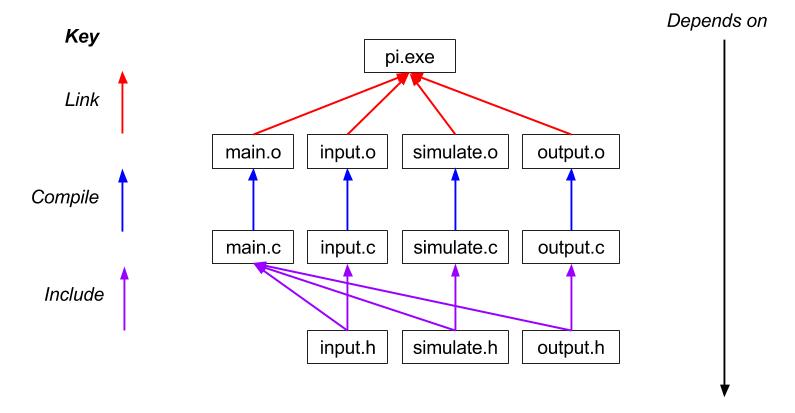 Depends on
Key
pi.exe
Link
main.o
input.o
simulate.o
output.o
Compile
main.c
input.c
simulate.c
output.c
Include
input.h
simulate.h
output.h